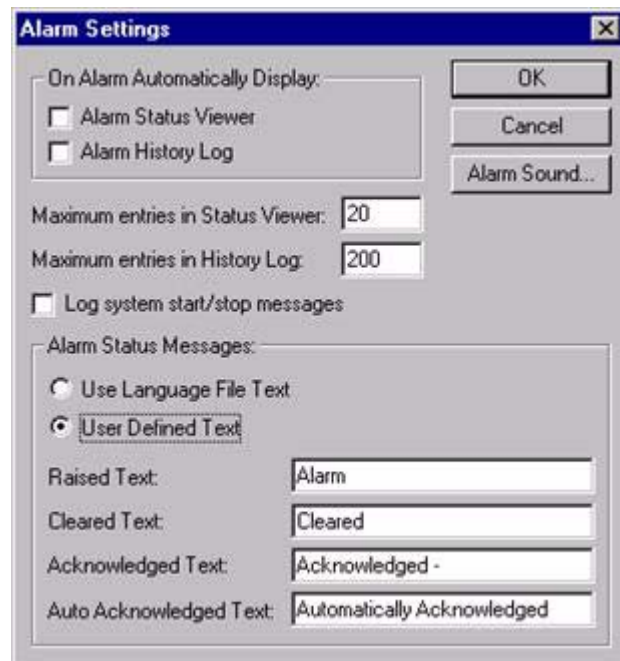 Alarm Settings
On Alarm Automatically Display:
Alarm Status Viewer
Alarm History Log
OK
Cancel
Alarm Sound...
Maximum entries in Status Viewer: 20
Maximum entries in History Log: 200
Log system start/stop messages
Alarm Status Messages:
Use Language File Text
User Defined Text
Raised Text: Alarm
Cleared Text: Cleared
Acknowledged Text: Acknowledged -
Auto Acknowledged Text: Automatically Acknowledged